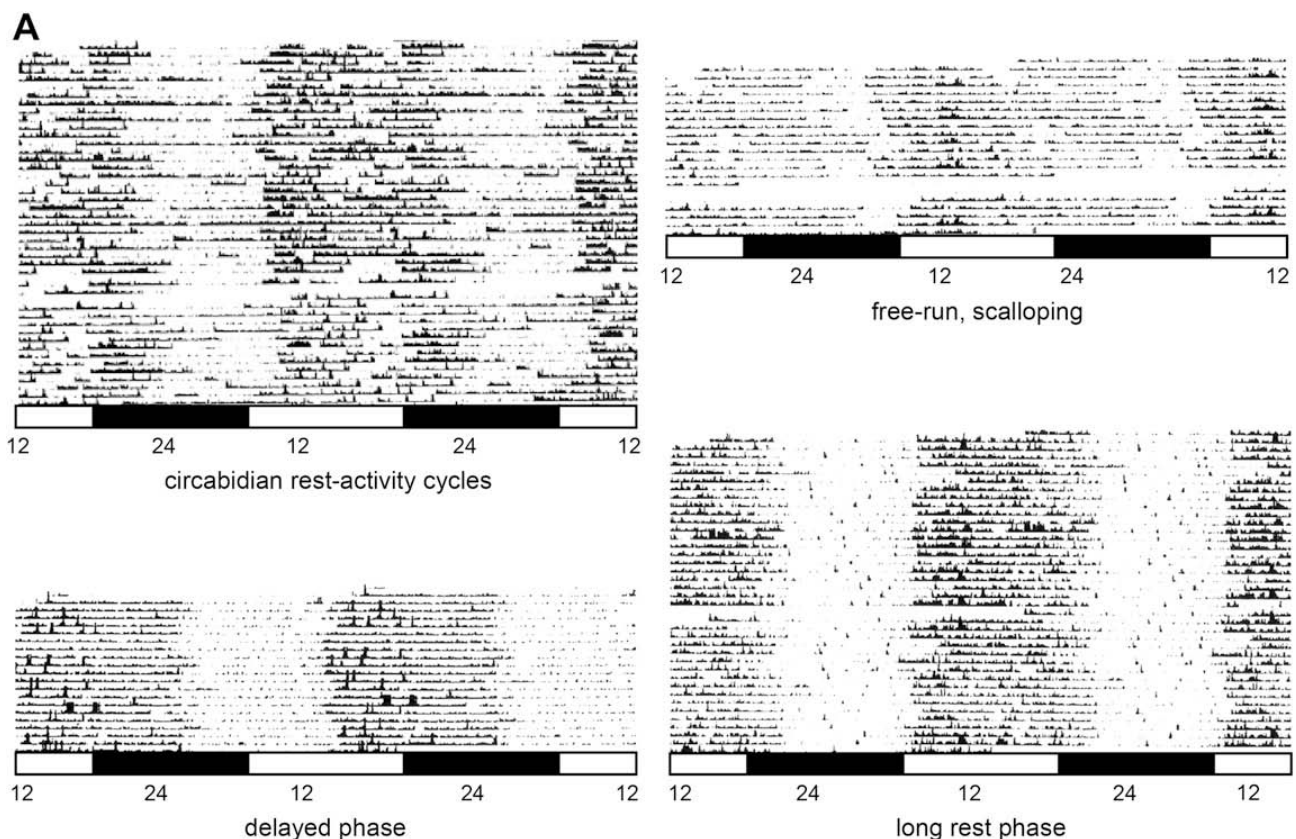 A
12 24 12 24 12
circabidian rest-activity cycles
12 24 12 24 12
free-run, scalloping
12 24 12 24 12
delayed phase
12 24 12 24 12
long rest phase